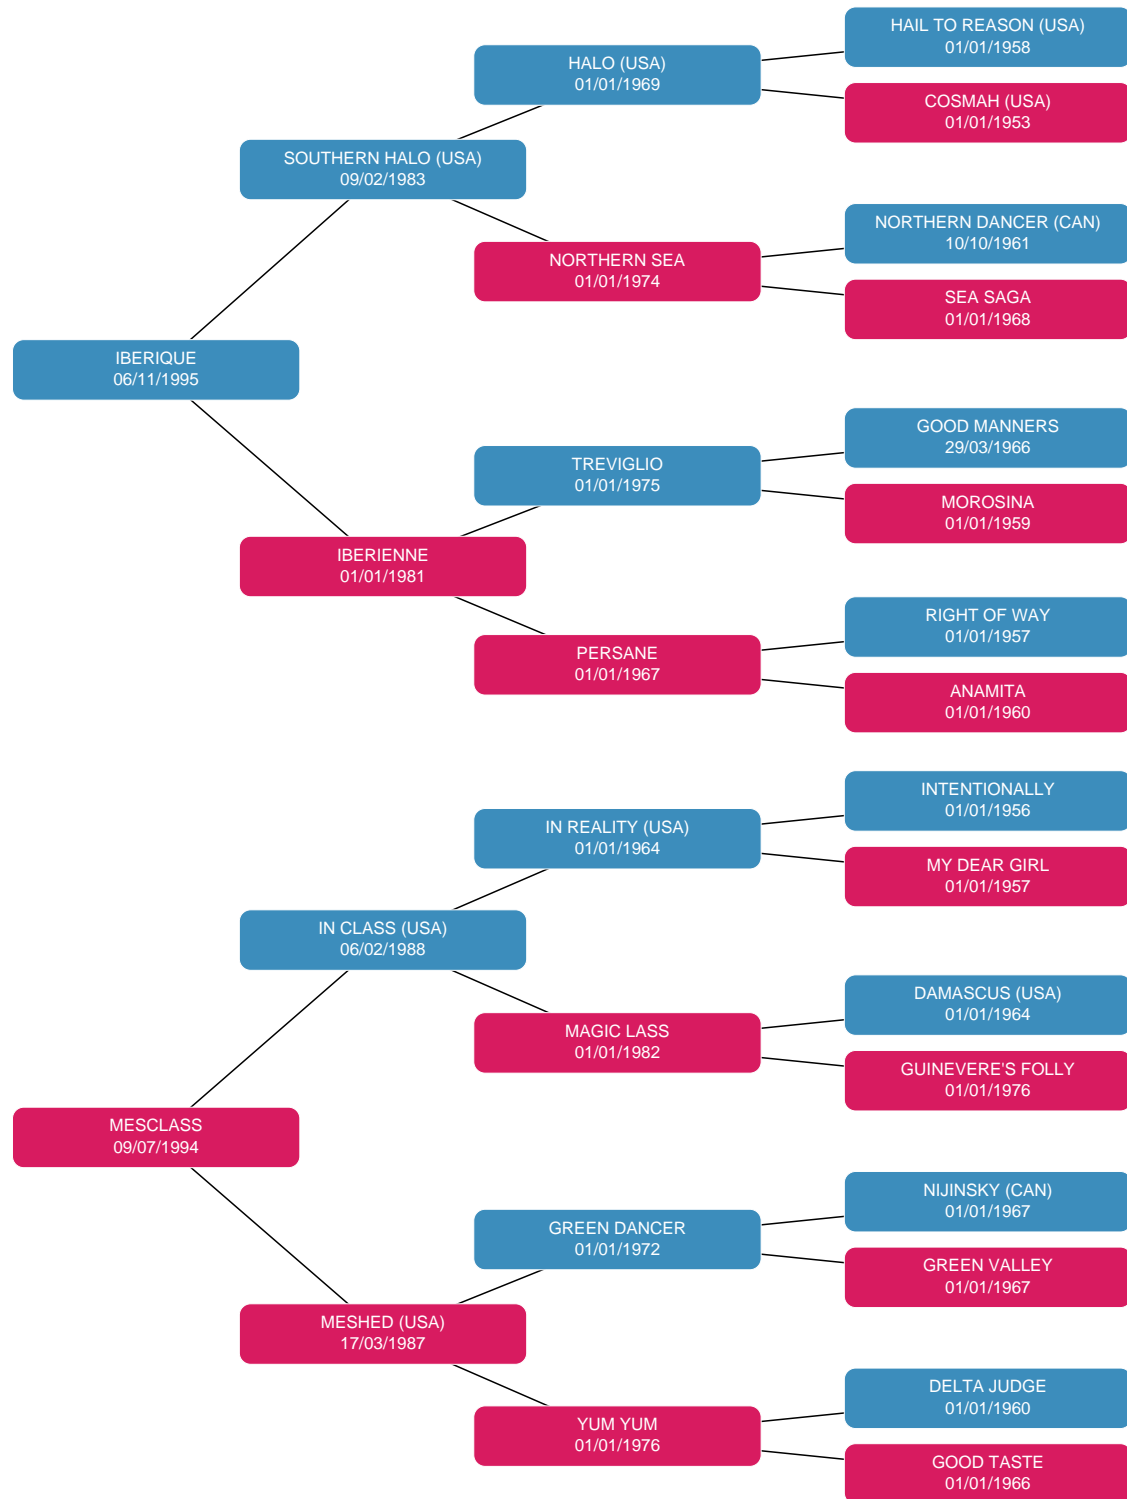 HAIL TO REASON (USA)
01/01/1958
HALO (USA)
01/01/1969
COSMAH (USA)
01/01/1953
SOUTHERN HALO (USA)
09/02/1983
NORTHERN DANCER (CAN)
10/10/1961
NORTHERN SEA
01/01/1974
SEA SAGA
01/01/1968
IBERIQUE
06/11/1995
GOOD MANNERS
29/03/1966
TREVIGLIO
01/01/1975
MOROSINA
01/01/1959
IBERIENNE
01/01/1981
RIGHT OF WAY
01/01/1957
PERSANE
01/01/1967
ANAMITA
01/01/1960
INTENTIONALLY
01/01/1956
IN REALITY (USA)
01/01/1964
MY DEAR GIRL
01/01/1957
IN CLASS (USA)
06/02/1988
DAMASCUS (USA)
01/01/1964
MAGIC LASS
01/01/1982
GUINEVERE'S FOLLY
01/01/1976
MESCLASS
09/07/1994
NIJINSKY (CAN)
01/01/1967
GREEN DANCER
01/01/1972
GREEN VALLEY
01/01/1967
MESHED (USA)
17/03/1987
DELTA JUDGE
01/01/1960
YUM YUM
01/01/1976
GOOD TASTE
01/01/1966